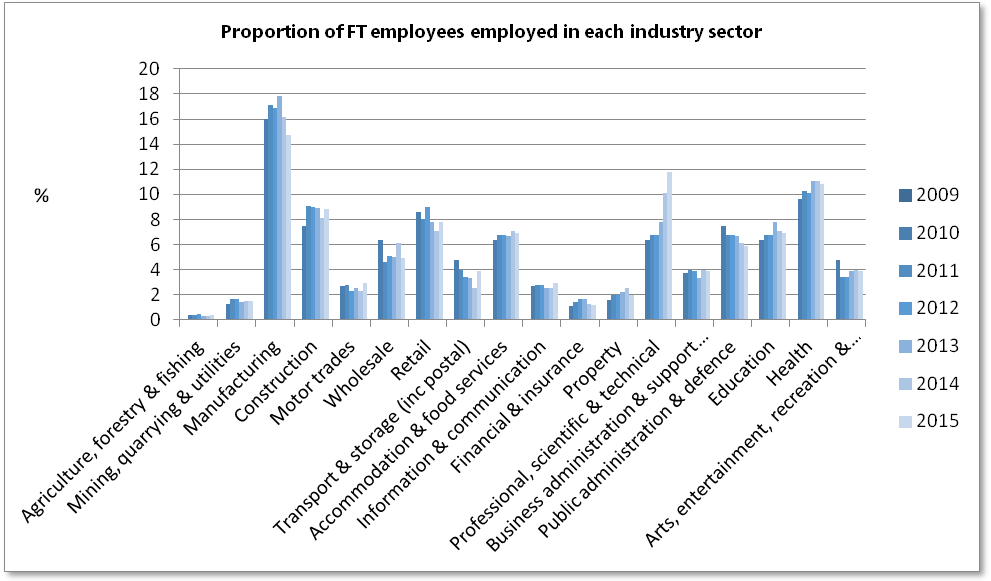 Proportion of FT employees employed in each industry sector
20
18
16
14
12
10
8
6
4
2
0
%
Agriculture, forestry & fishing
Mining, quarrying & utilities
Manufacturing
Construction
Motor trades
Wholesale
Retail
Transport & storage (inc postal)
Accommodation & food services
Information & communication
Financial & insurance
Property
Professional, scientific & technical
Business administration & support...
Public administration & defence
Education
Health
Arts, entertainment, recreation &...
2009
2010
2011
2012
2013
2014
2015